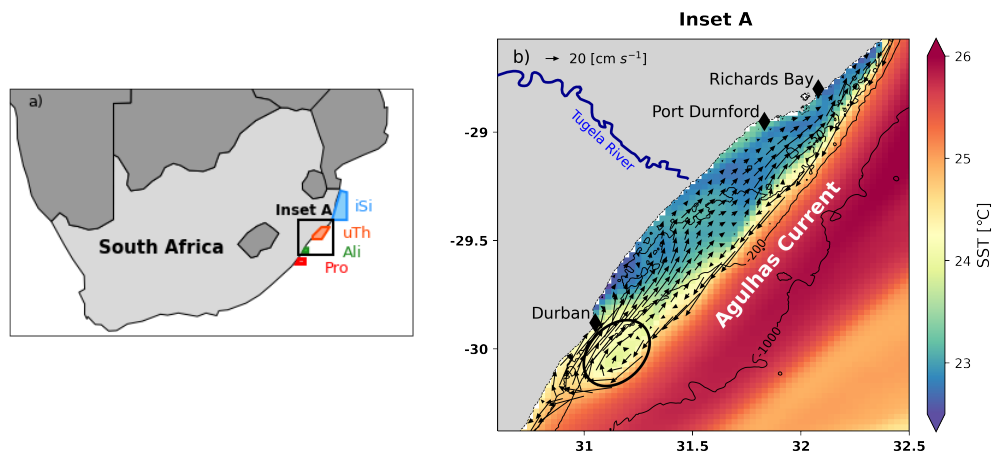 a)
Inset A
South Africa
iSi
uTh
Ali
Pro
Inset A
b)
20 [cm s⁻¹]
Richards Bay
Port Durnford
Tugela River
Durban
Agulhas Current
-200
-1000
-29
-29.5
-30
31
31.5
32
32.5
26
25
24
23
SST [°C]